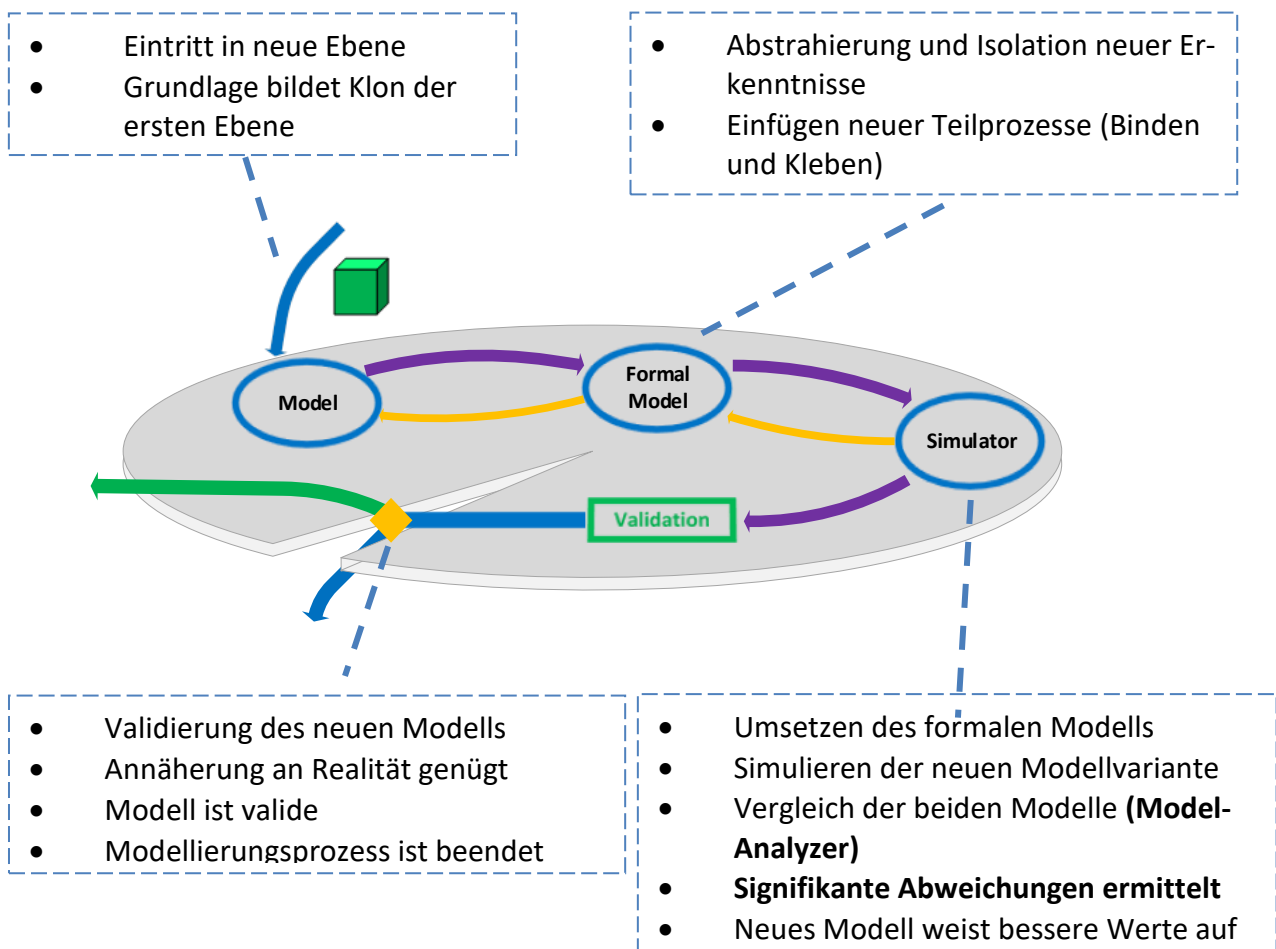 • Eintritt in neue Ebene
• Grundlage bildet Klon der
ersten Ebene
• Abstrahierung und Isolation neuer Er-
kenntnisse
• Einfügen neuer Teilprozesse (Binden
und Kleben)
Model
Formal
Model
Simulator
Validation
• Validierung des neuen Modells
• Annäherung an Realität genügt
• Modell ist valide
• Modellierungsprozess ist beendet
• Umsetzen des formalen Modells
• Simulieren der neuen Modellvariante
• Vergleich der beiden Modelle (Model-
Analyzer)
• Signifikante Abweichungen ermittelt
• Neues Modell weist bessere Werte auf